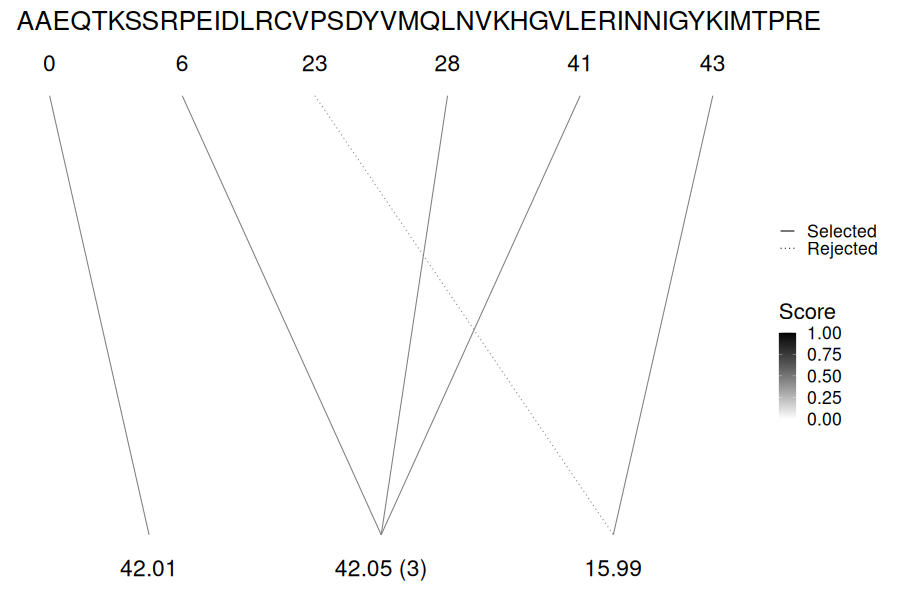 AAEQTKSSRPEIDLRCVPSDYVMQLNVKHGVLERINNIGYKIMTPRE
0 6 23 28 41 43
Selected
Rejected
Score
1.00
0.75
0.50
0.25
0.00
42.01 42.05 (3) 15.99